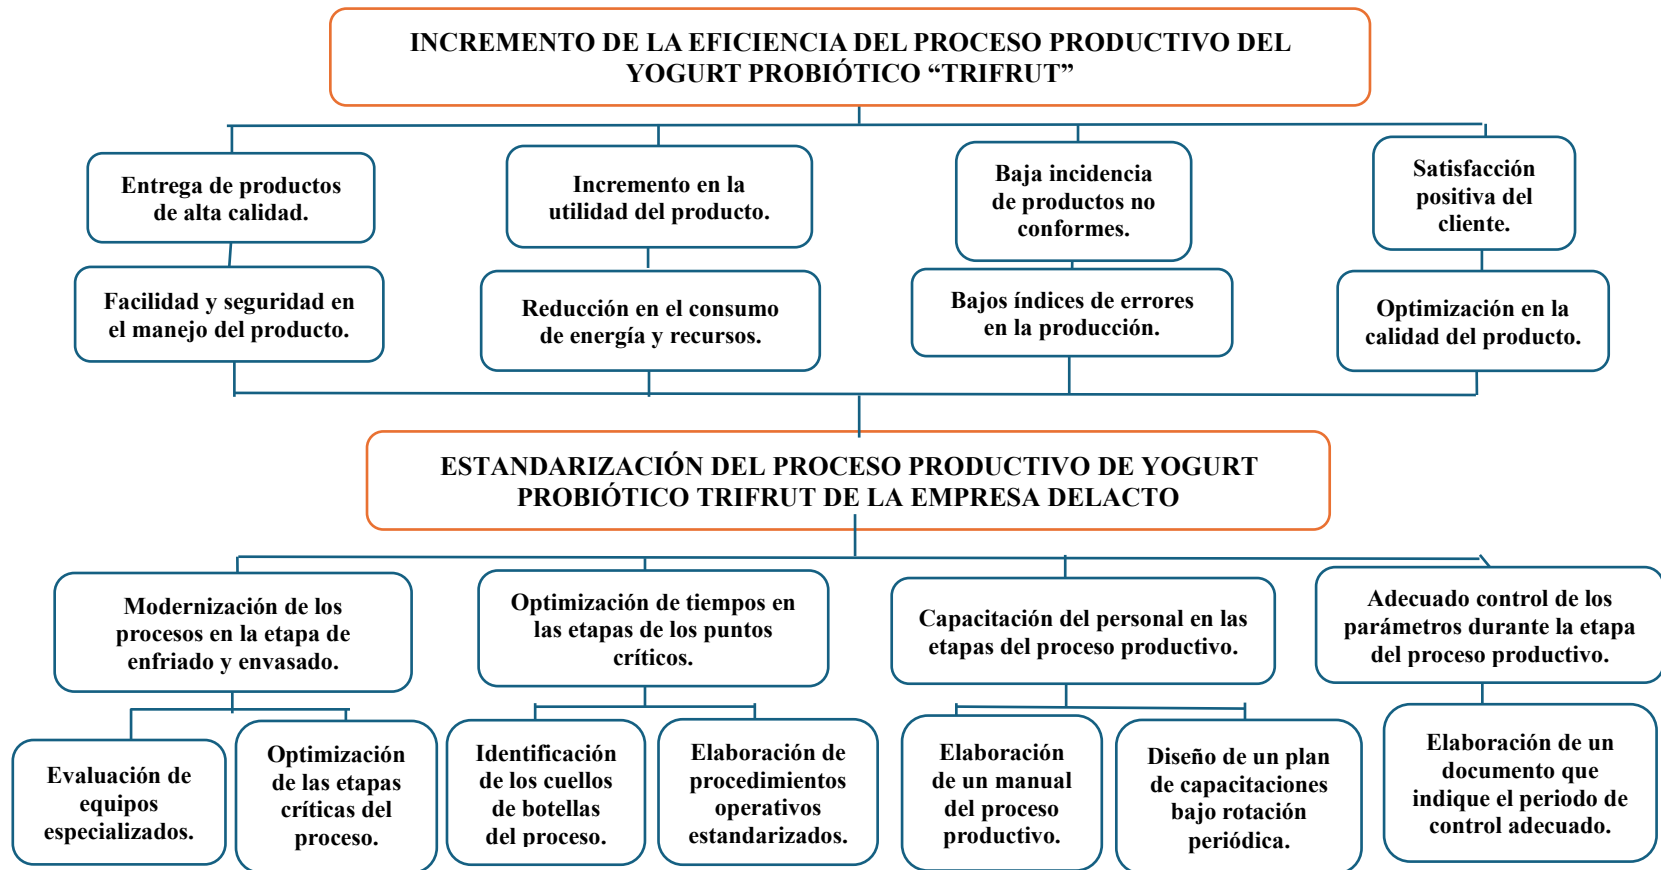 INCREMENTO DE LA EFICIENCIA DEL PROCESO PRODUCTIVO DEL
YOGURT PROBIÓTICO “TRIFRUT”
Entrega de productos
de alta calidad.
Incremento en la
utilidad del producto.
Baja incidencia
de productos no
conformes.
Satisfacción
positiva del
cliente.
Facilidad y seguridad en
el manejo del producto.
Reducción en el consumo
de energía y recursos.
Bajos índices de errores
en la producción.
Optimización en la
calidad del producto.
ESTANDARIZACIÓN DEL PROCESO PRODUCTIVO DE YOGURT
PROBIÓTICO TRIFRUT DE LA EMPRESA DELACTO
Modernización de los
procesos en la etapa de
enfriado y envasado.
Optimización de tiempos en
las etapas de los puntos
críticos.
Capacitación del personal en las
etapas del proceso productivo.
Adecuado control de los
parámetros durante la etapa
del proceso productivo.
Evaluación de
equipos
especializados.
Optimización
de las etapas
críticas del
proceso.
Identificación
de los cuellos
de botellas
del proceso.
Elaboración de
procedimientos
operativos
estandarizados.
Elaboración
de un manual
del proceso
productivo.
Diseño de un plan
de capacitaciones
bajo rotación
periódica.
Elaboración de un
documento que
indique el periodo de
control adecuado.